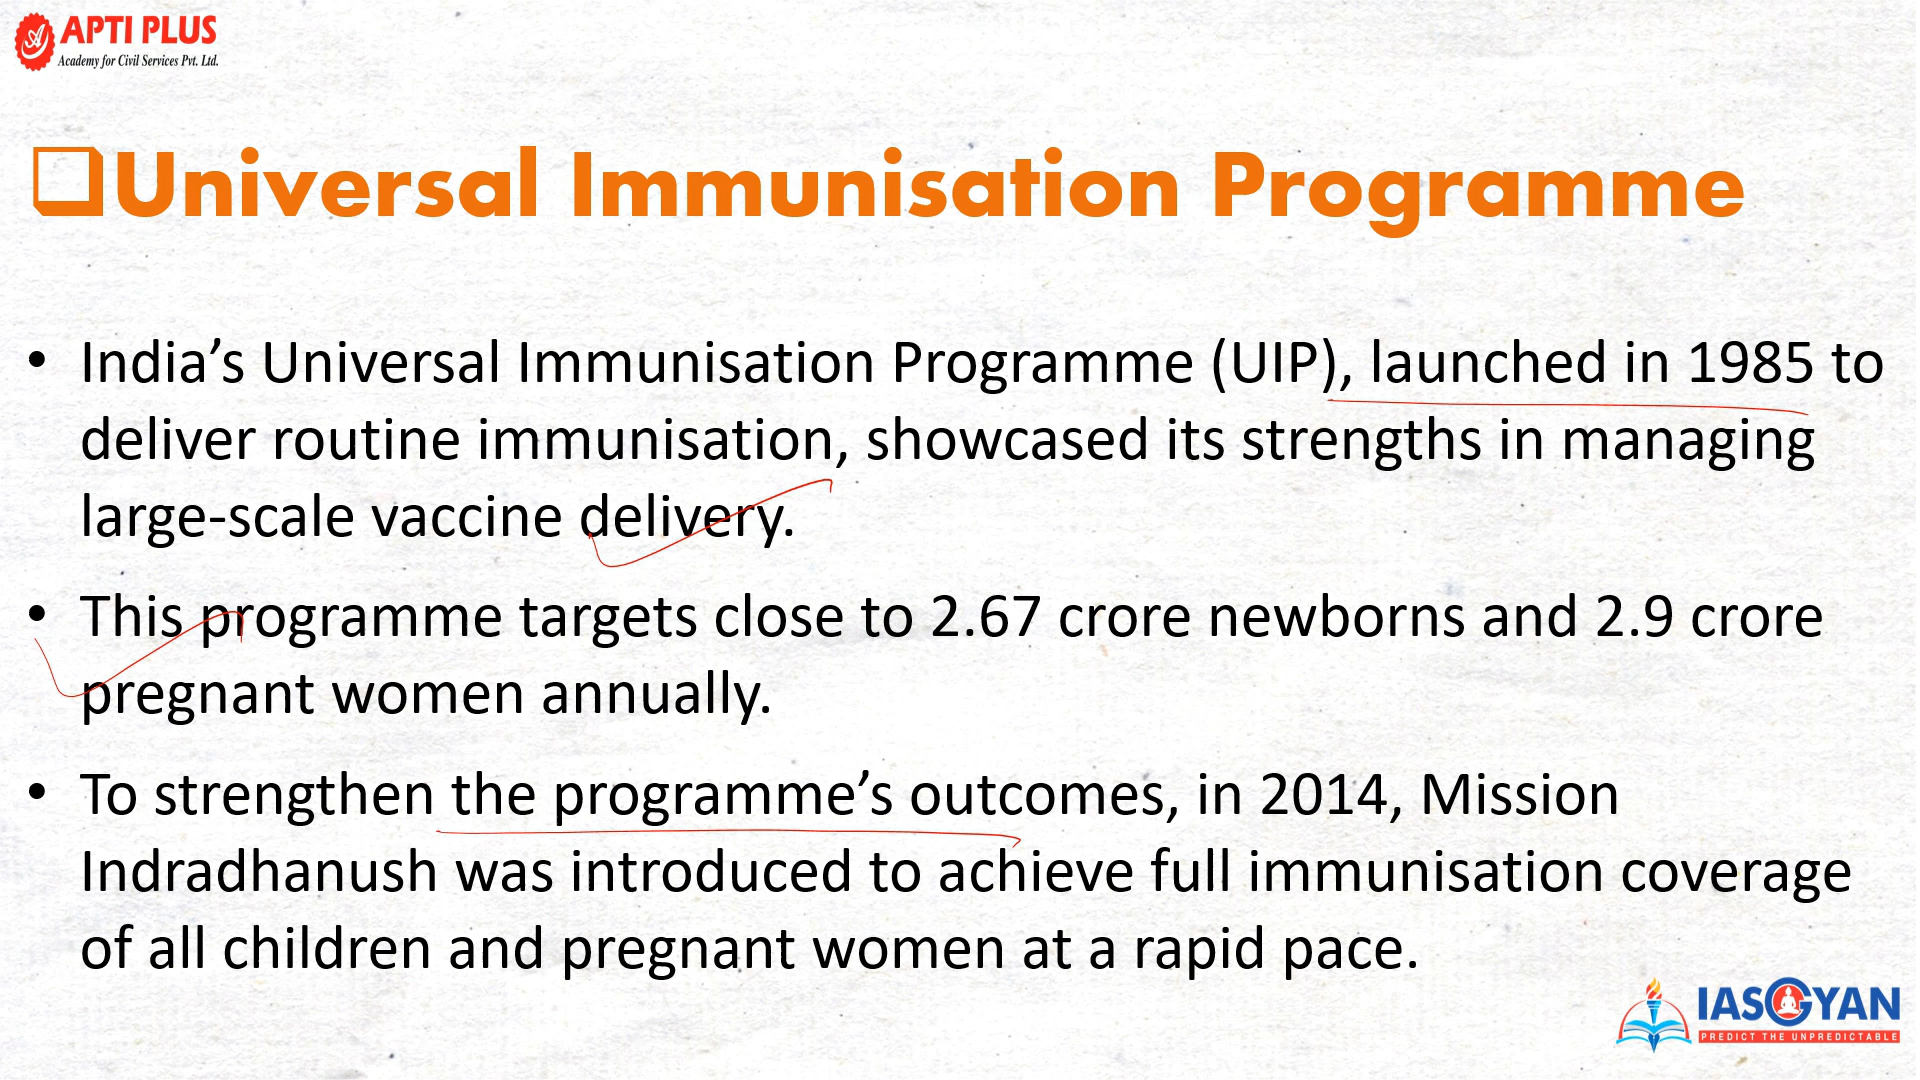 APTI PLUS
Academy for Civil Services Pvt. Ltd.
Universal Immunisation Programme
• India’s Universal Immunisation Programme (UIP), launched in 1985 to
deliver routine immunisation, showcased its strengths in managing
large-scale vaccine delivery.
• This programme targets close to 2.67 crore newborns and 2.9 crore
pregnant women annually.
• To strengthen the programme’s outcomes, in 2014, Mission
Indradhanush was introduced to achieve full immunisation coverage
of all children and pregnant women at a rapid pace.
IASGYAN
PREDICT THE UNPREDICTABLE